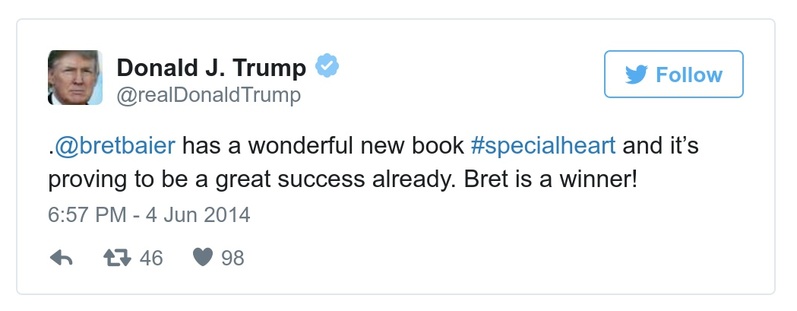 Donald J. Trump
@realDonaldTrump
Follow
.@bretbaier has a wonderful new book #specialheart and it’s
proving to be a great success already. Bret is a winner!
6:57 PM - 4 Jun 2014
46 98